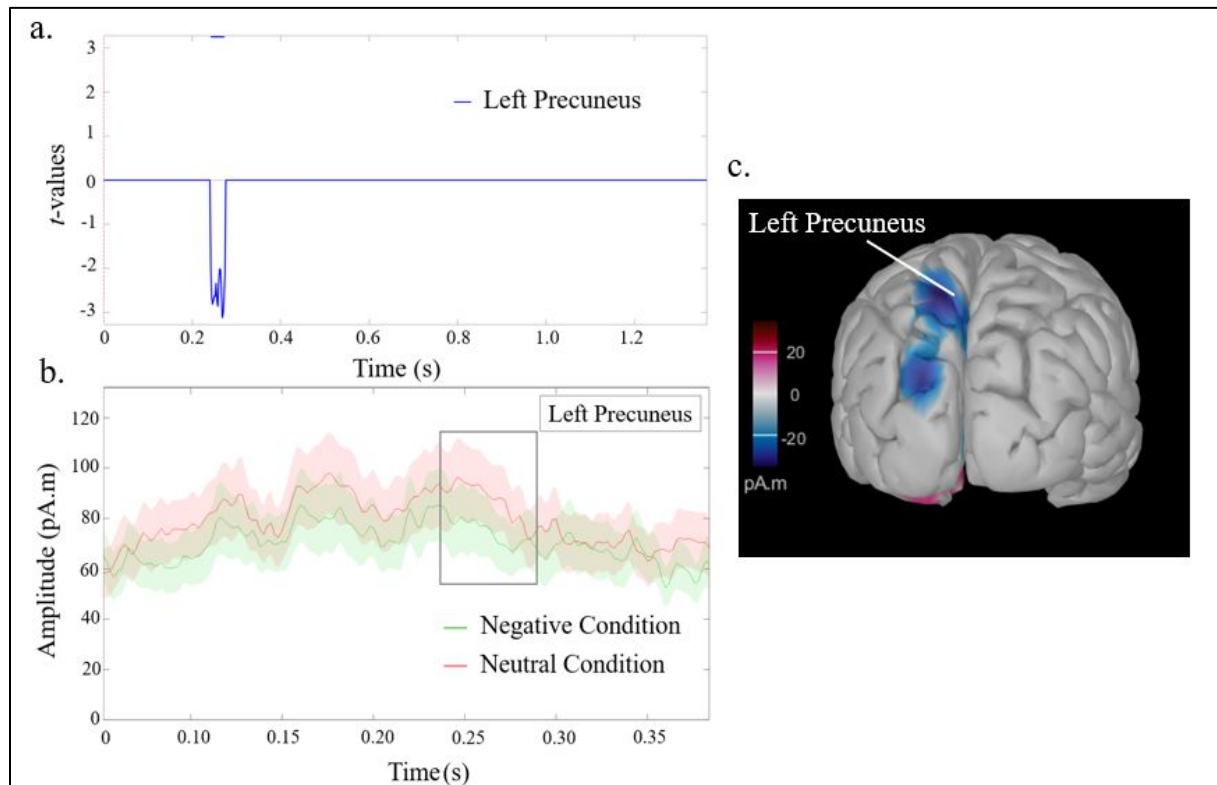 a.
3
2
1
0
-1
-2
-3
t-values
Left Precuneus
0 0.2 0.4 0.6 0.8 1.0 1.2
Time (s)
b.
Left Precuneus
120
100
80
60
40
20
0
Amplitude (pA.m)
Negative Condition
Neutral Condition
0 0.10 0.15 0.20 0.25 0.30 0.35
Time (s)
c.
Left Precuneus
20
0
-20
pA.m